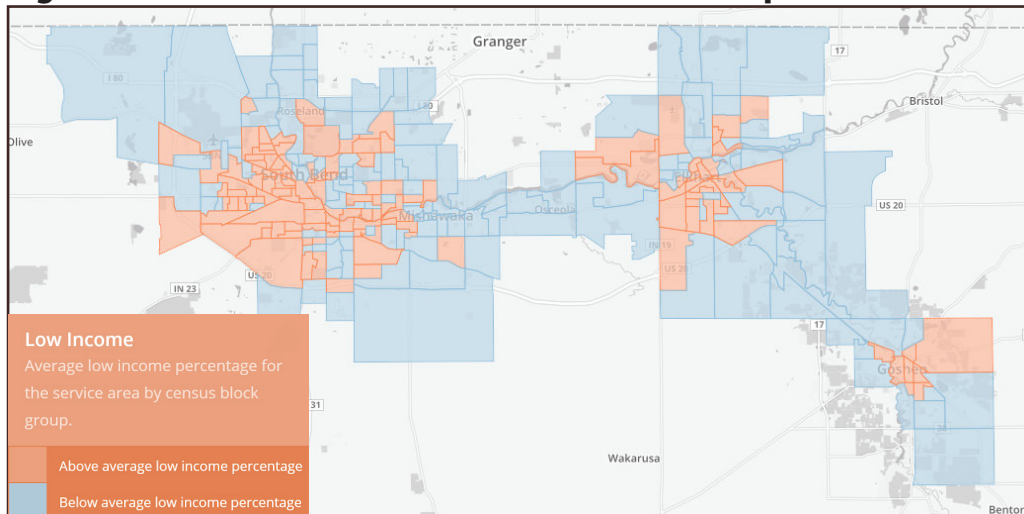 Granger
17
I 80
Bristol
Roseland
I 80
Olive
South Bend
Elkhart
Mishawaka
Osceola
US 20
IN 19
US 20
US 20
IN 23
Low Income
Average low income percentage for
the service area by census block
group.
17
Goshen
31
33
Wakarusa
Above average low income percentage
Below average low income percentage
Benton